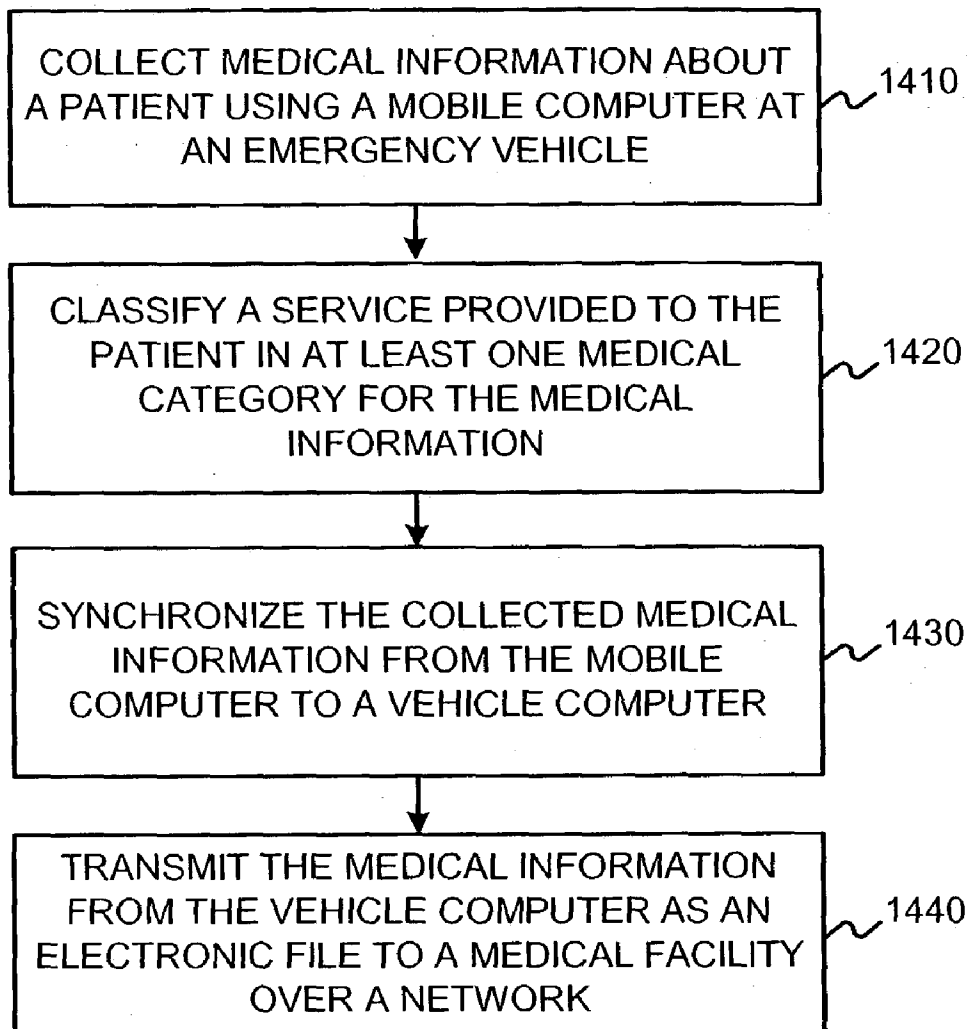 COLLECT MEDICAL INFORMATION ABOUT
A PATIENT USING A MOBILE COMPUTER AT
AN EMERGENCY VEHICLE
1410
CLASSIFY A SERVICE PROVIDED TO THE
PATIENT IN AT LEAST ONE MEDICAL
CATEGORY FOR THE MEDICAL
INFORMATION
1420
SYNCHRONIZE THE COLLECTED MEDICAL
INFORMATION FROM THE MOBILE
COMPUTER TO A VEHICLE COMPUTER
1430
TRANSMIT THE MEDICAL INFORMATION
FROM THE VEHICLE COMPUTER AS AN
ELECTRONIC FILE TO A MEDICAL FACILITY
OVER A NETWORK
1440